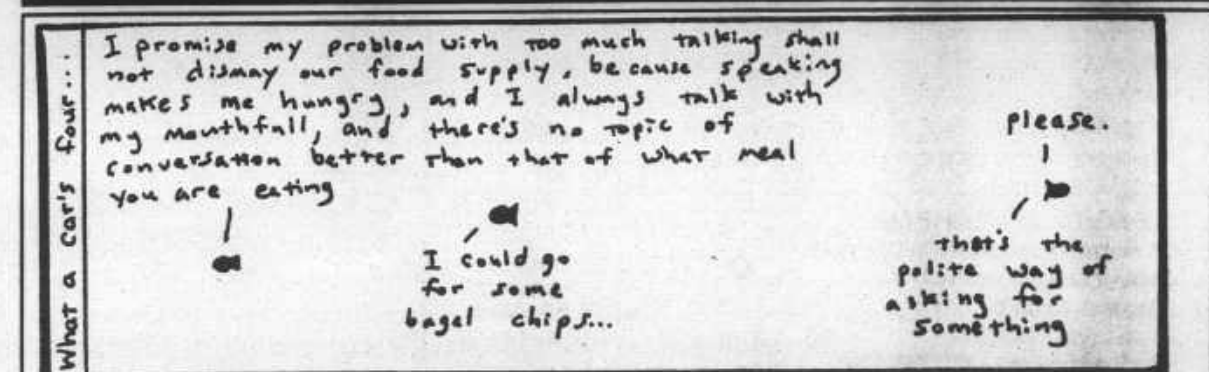 What a car's four...
I promise my problem with too much talking shall
not dismay our food supply, because speaking
makes me hungry, and I always talk with
my mouthfull, and there's no topic of
conversation better than that of what meal
you are eating
I could go
for some
bagel chips...
please.
that's the
polite way of
asking for
something